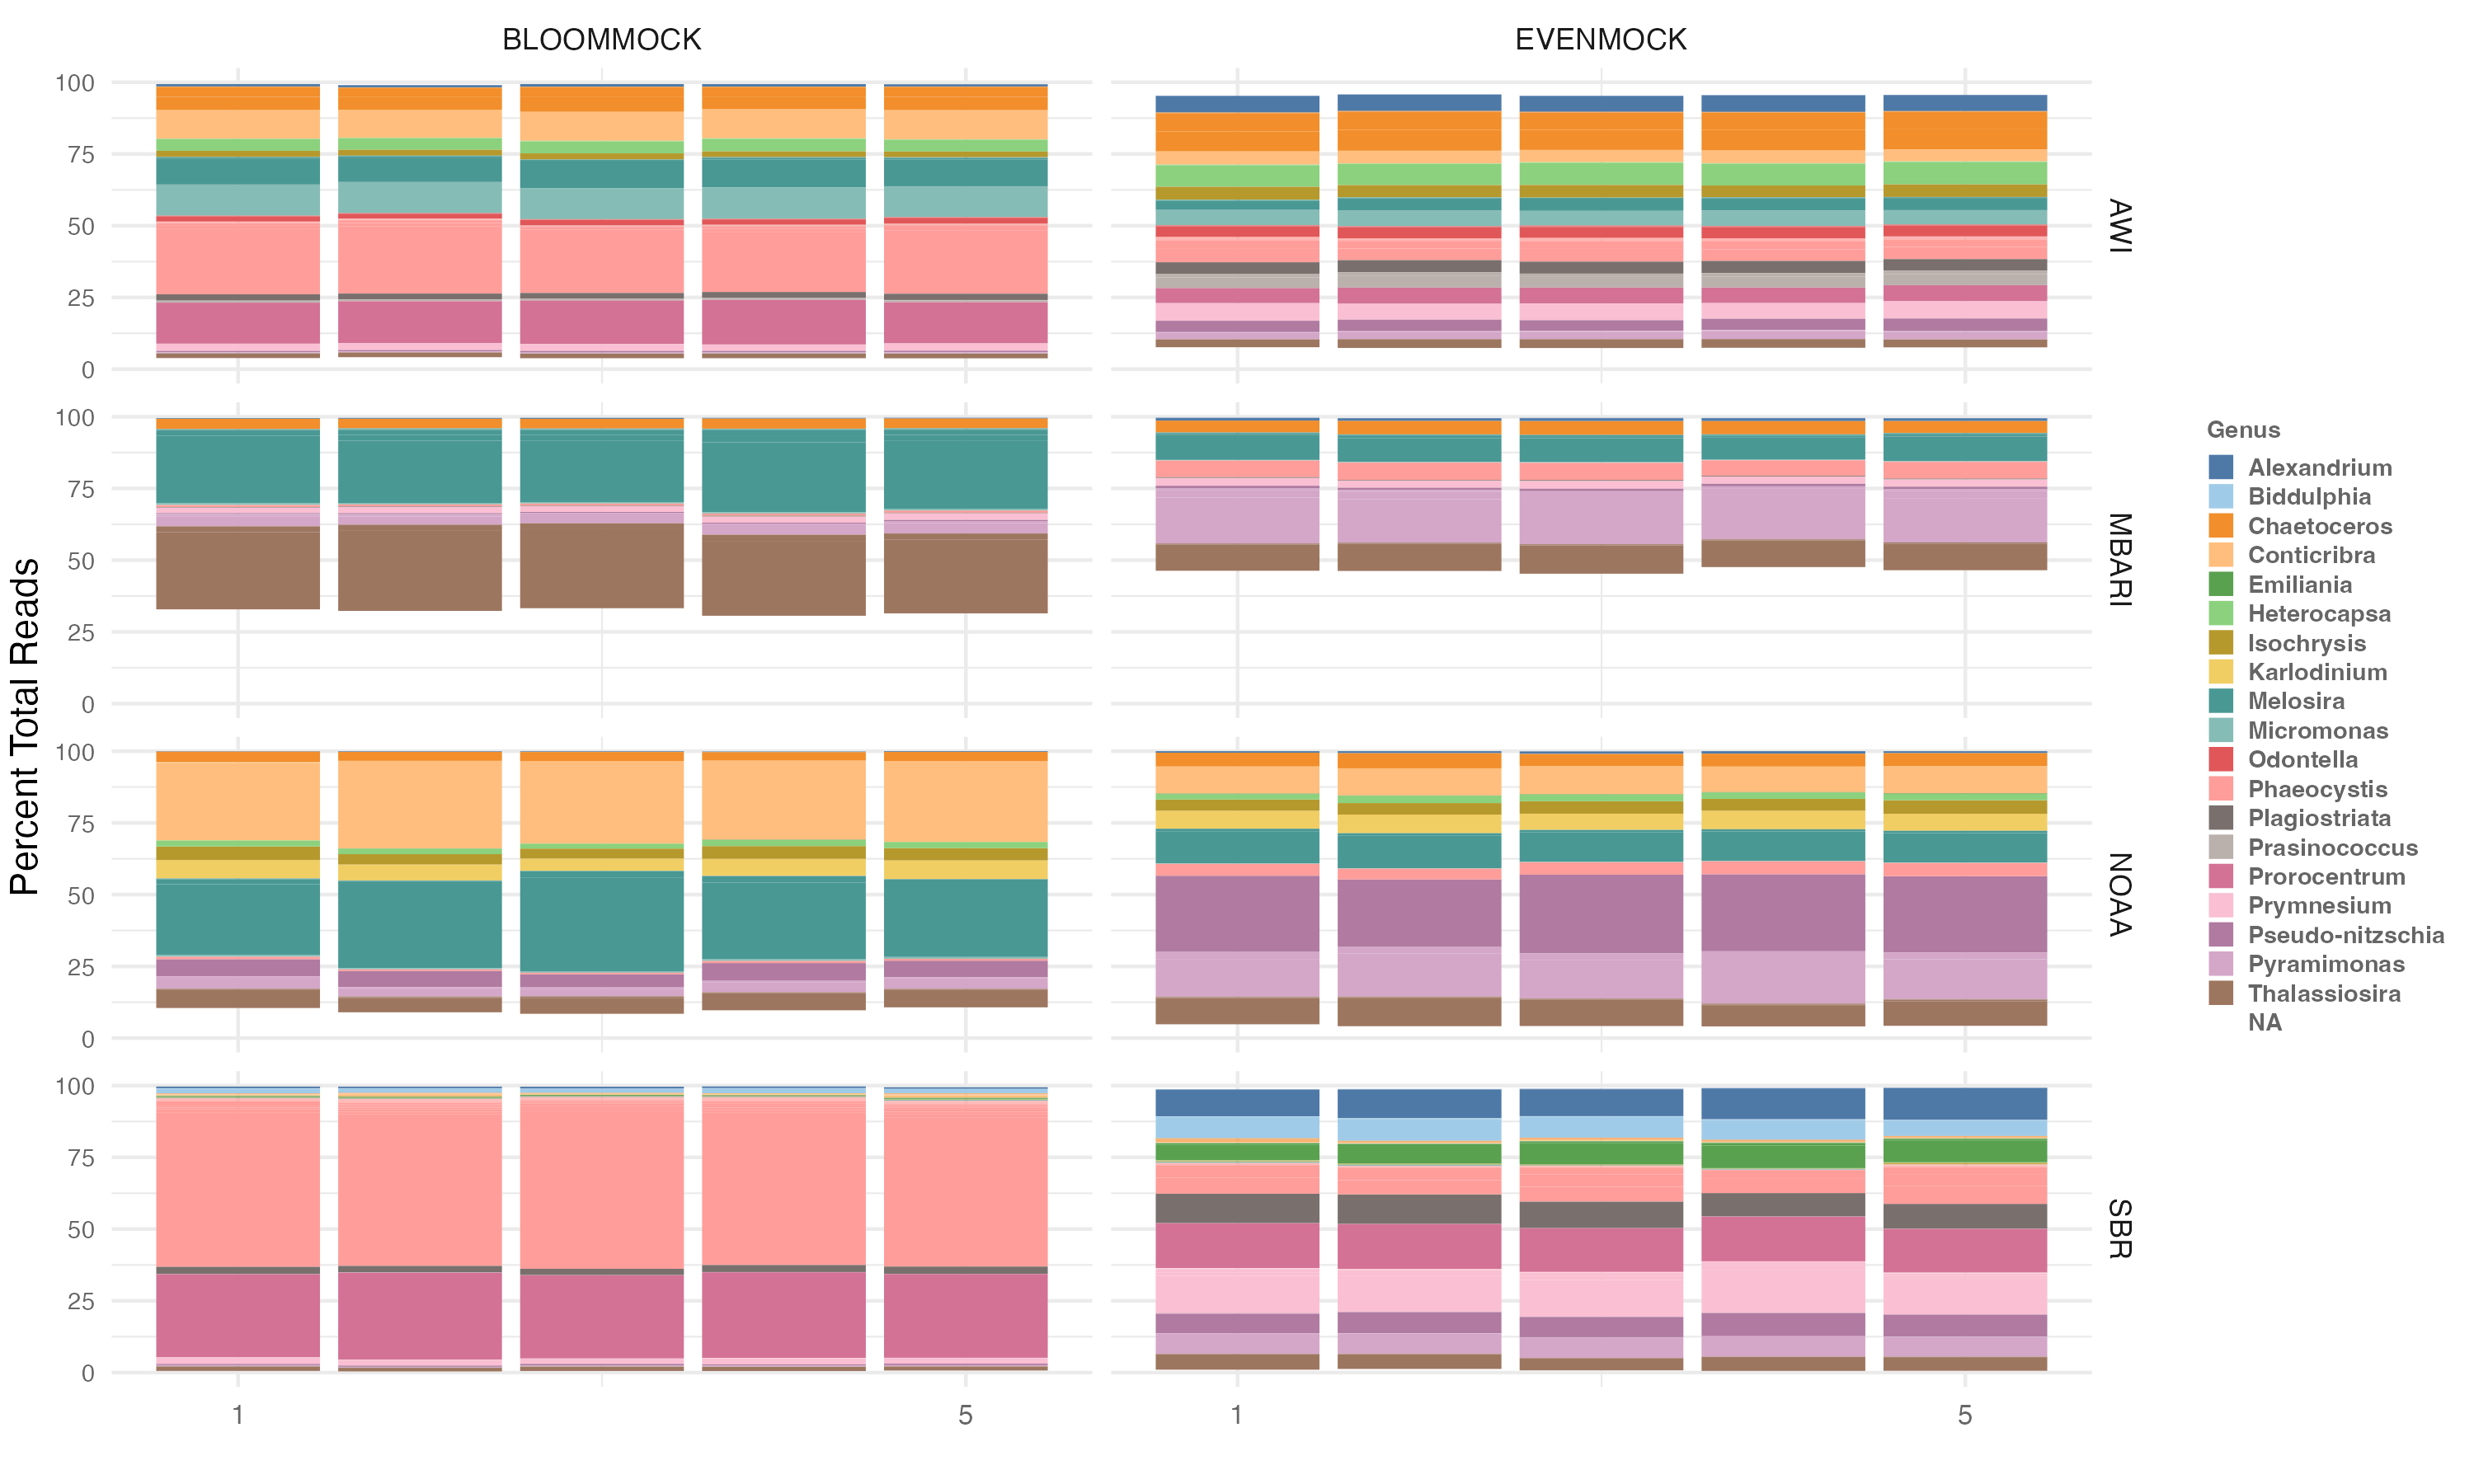 BLOOMMOCK EVENMOCK
Percent Total Reads
100
75
50
25
0
AWI
100
75
50
25
0
MBARI
100
75
50
25
0
NOAA
100
75
50
25
0
SBR
1 5 1 5
Genus
Alexandrium
Biddulphia
Chaetoceros
Conticribra
Emiliania
Heterocapsa
Isochrysis
Karlodinium
Melosira
Micromonas
Odontella
Phaeocystis
Plagiostriata
Prasinococcus
Prorocentrum
Prymnesium
Pseudo-nitzschia
Pyramimonas
Thalassiosira
NA